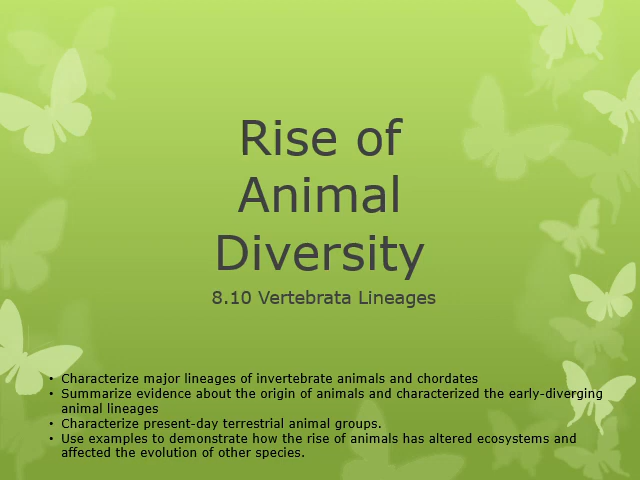 Rise of
Animal
Diversity
8.10 Vertebrata Lineages
• Characterize major lineages of invertebrate animals and chordates
• Summarize evidence about the origin of animals and characterized the early-diverging
animal lineages
• Characterize present-day terrestrial animal groups.
• Use examples to demonstrate how the rise of animals has altered ecosystems and
affected the evolution of other species.